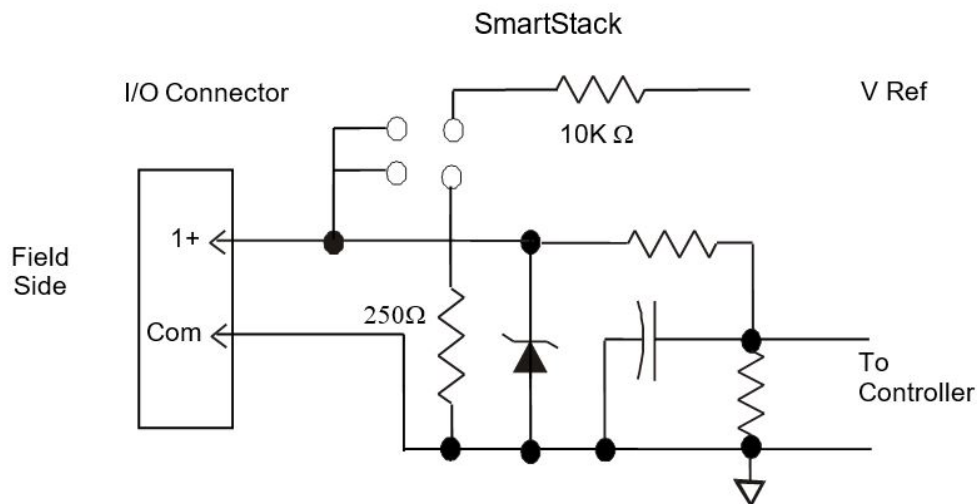 SmartStack
I/O Connector
V Ref
10K Ω
1+
Field
Side
250Ω
Com
To
Controller